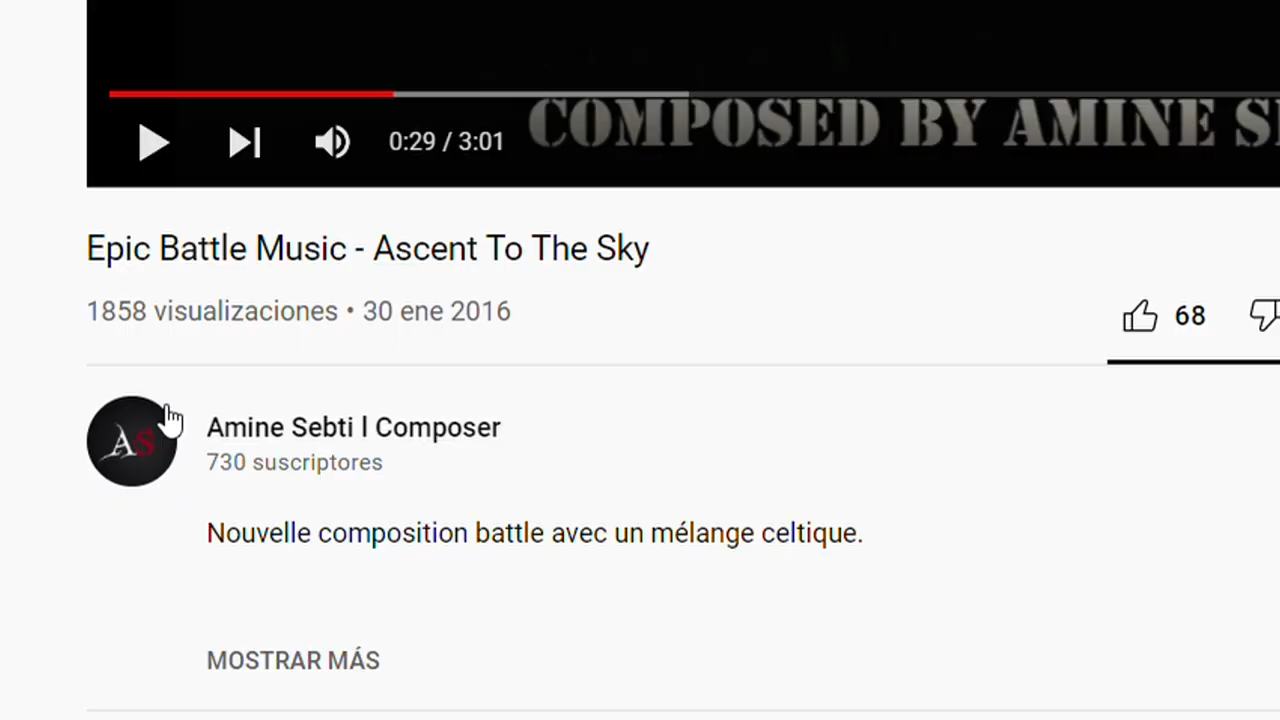 COMPOSED BY AMINE
0:29 / 3:01
Epic Battle Music - Ascent To The Sky
1858 visualizaciones • 30 ene 2016
68
AS
Amine Sebti l Composer
730 suscriptores
Nouvelle composition battle avec un mélange celtique.
MOSTRAR MÁS